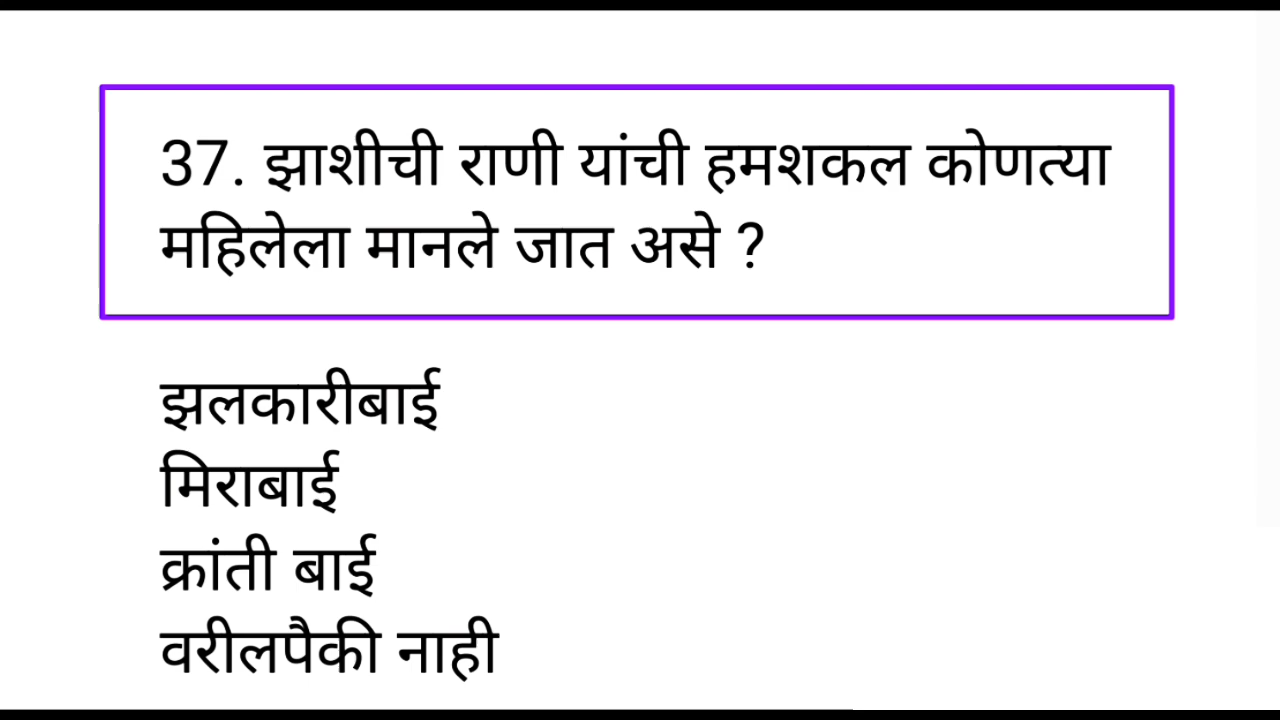 37. झाशीची राणी यांची हमशकल कोणत्या
महिलेला मानले जात असे ?
झलकारीबाई
मिराबाई
क्रांती बाई
वरीलपैकी नाही